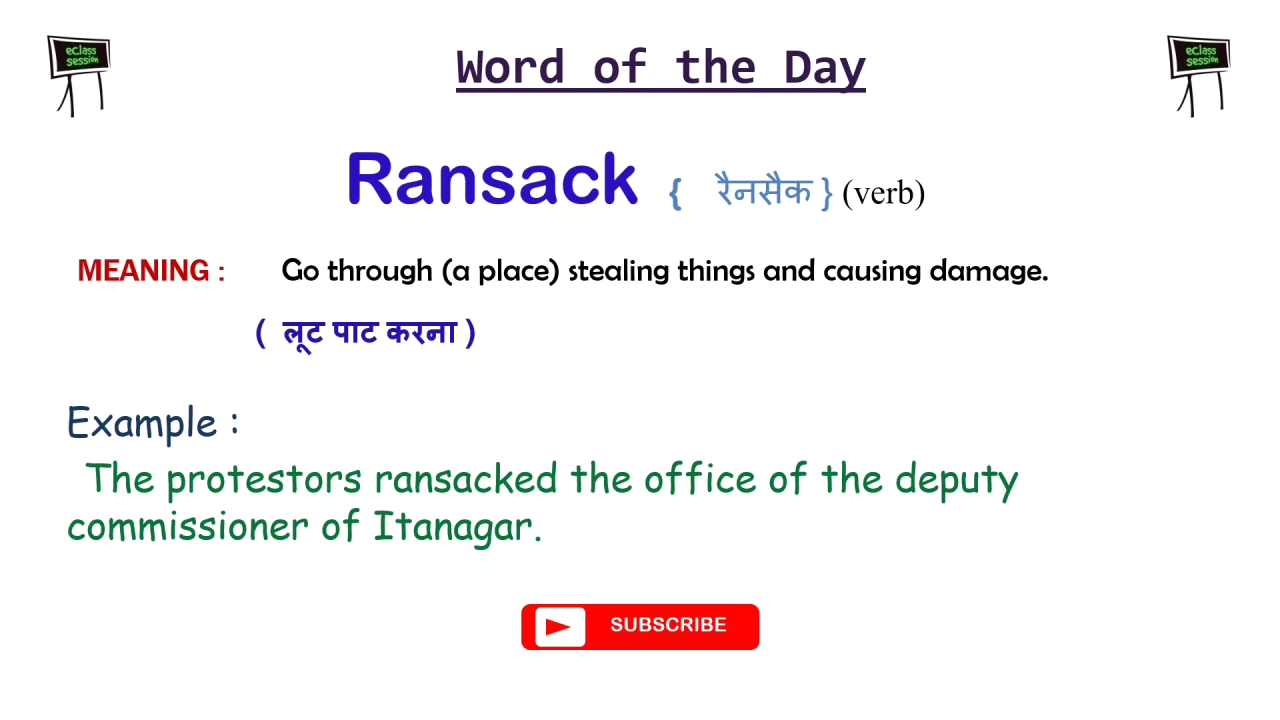 eclass
session
Word of the Day
eclass
session
Ransack { रैनसैक } (verb)
MEANING : Go through (a place) stealing things and causing damage.
( लूट पाट करना )
Example :
The protestors ransacked the office of the deputy
commissioner of Itanagar.
SUBSCRIBE